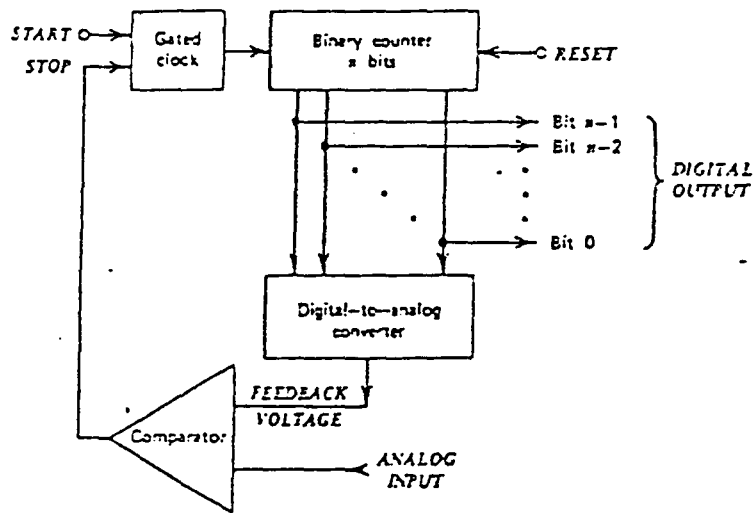 START
Gated
clock
Binary counter
n bits
RESET
STOP
Bit n-1
Bit n-2
DIGITAL
OUTPUT
Bit 0
Digital-to-analog
converter
FEEDBACK
VOLTAGE
Comparator
ANALOG
INPUT